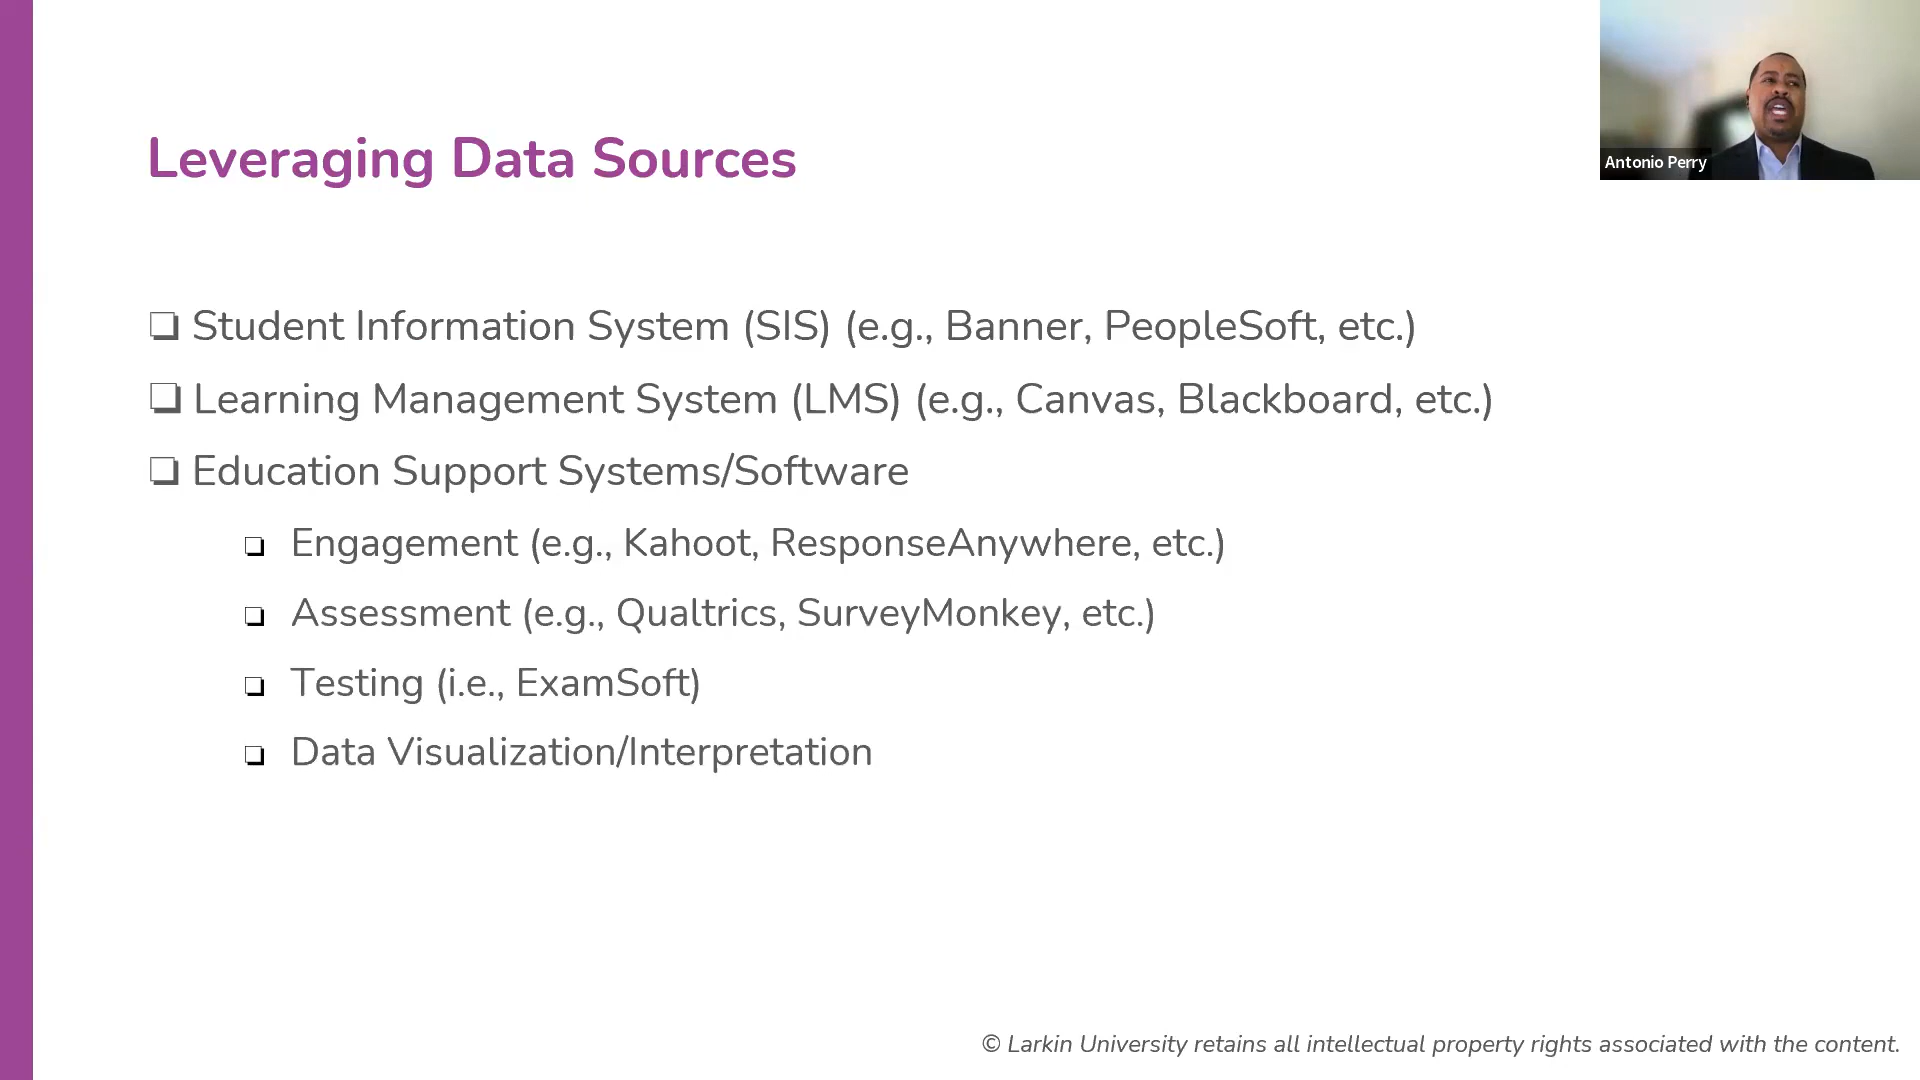 Leveraging Data Sources
Antonio Perry
❏ Student Information System (SIS) (e.g., Banner, PeopleSoft, etc.)
❏ Learning Management System (LMS) (e.g., Canvas, Blackboard, etc.)
❏ Education Support Systems/Software
❏ Engagement (e.g., Kahoot, ResponseAnywhere, etc.)
❏ Assessment (e.g., Qualtrics, SurveyMonkey, etc.)
❏ Testing (i.e., ExamSoft)
❏ Data Visualization/Interpretation
© Larkin University retains all intellectual property rights associated with the content.